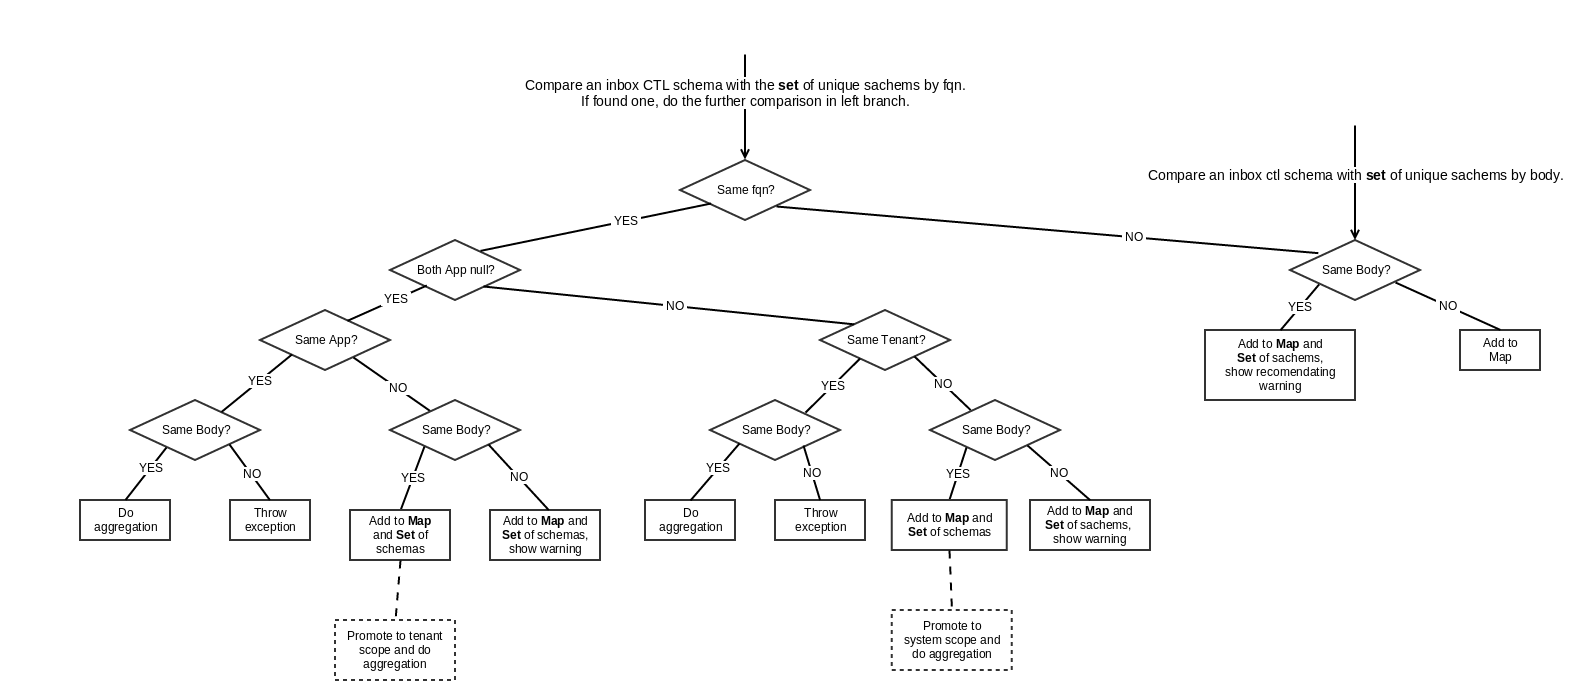 Compare an inbox CTL schema with the set of unique sachems by fqn.
If found one, do the further comparison in left branch.
Compare an inbox ctl schema with set of unique sachems by body.
Same fqn?
YES
NO
Both App null?
Same Body?
YES
NO
YES
NO
Same App?
Same Tenant?
Add to Map and
Set of sachems,
show recomendating
warning
Add to
Map
YES
NO
YES
NO
Same Body?
Same Body?
Same Body?
Same Body?
YES
NO
YES
NO
YES
NO
YES
NO
Do
aggregation
Throw
exception
Add to Map
and Set of
schemas
Add to Map and
Set of schemas,
show warning
Do
aggregation
Throw
exception
Add to Map and
Set of schemas
Add to Map and
Set of sachems,
show warning
Promote to tenant
scope and do
aggregation
Promote to
system scope and
do aggregation